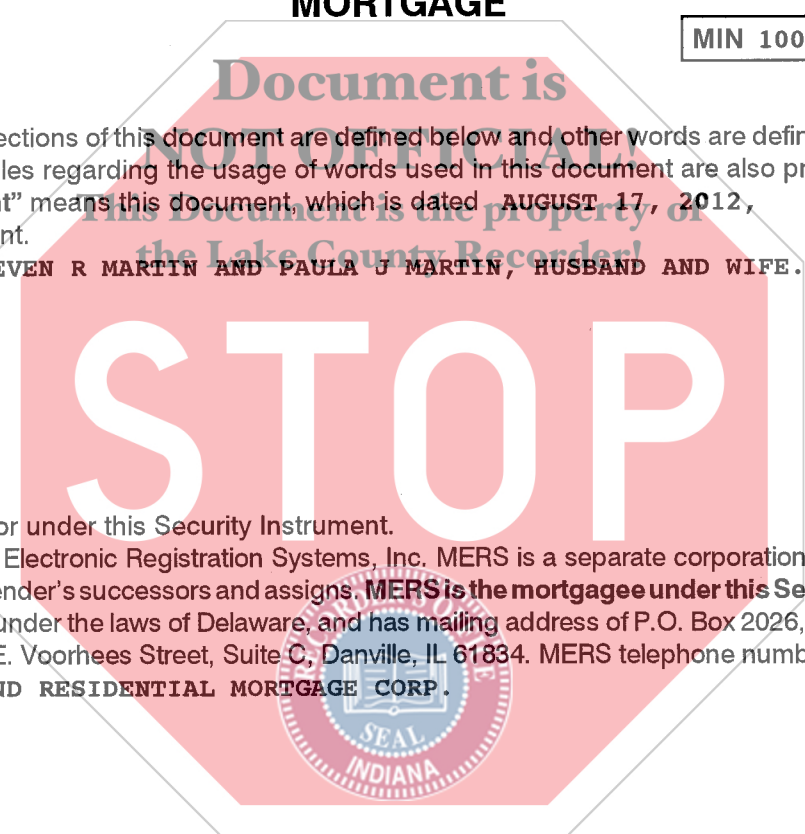 MORTGAGE
MIN 100
Document is
ections of this document are defined below and other words are defin
NOT OFFICIAL!
les regarding the usage of words used in this document are also pr
t” means this document, which is dated AUGUST 17, 2012,
This Document is the property of
nt.
the Lake County Recorder!
EVEN R MARTIN AND PAULA J MARTIN, HUSBAND AND WIFE.
STOP
or under this Security Instrument.
Electronic Registration Systems, Inc. MERS is a separate corporation
ender's successors and assigns. MERS is the mortgagee under this Se
under the laws of Delaware, and has mailing address of P.O. Box 2026,
E. Voorhees Street, Suite C, Danville, IL 61834. MERS telephone numb
ND RESIDENTIAL MORTGAGE CORP.
RECORDER'S OFFICE
SEAL
INDIANA